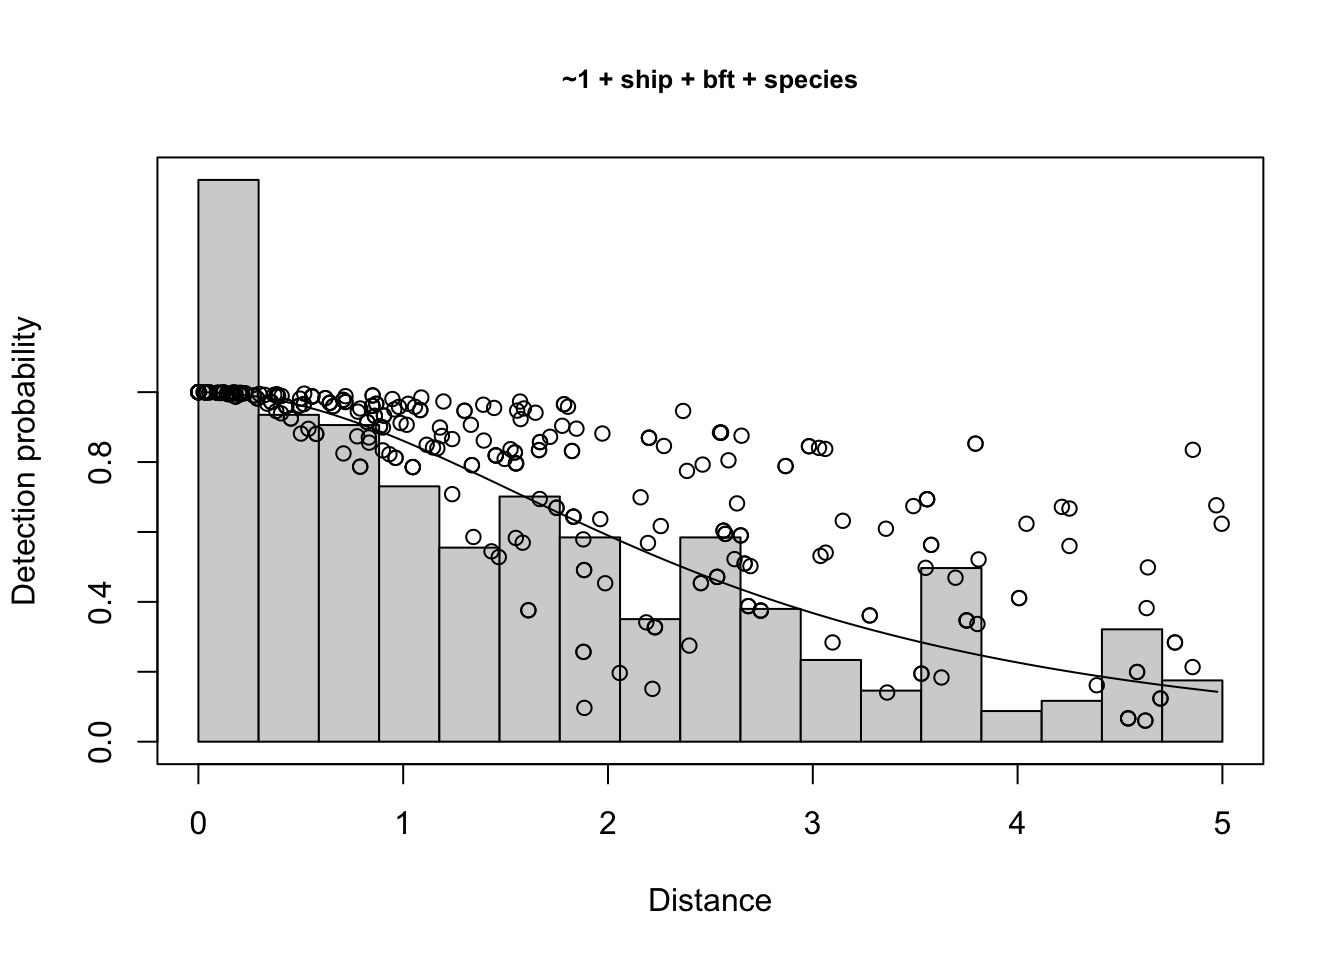 ~1 + ship + bft + species
Detection probability
0.8
0.4
0.0
0 1 2 3 4 5
Distance